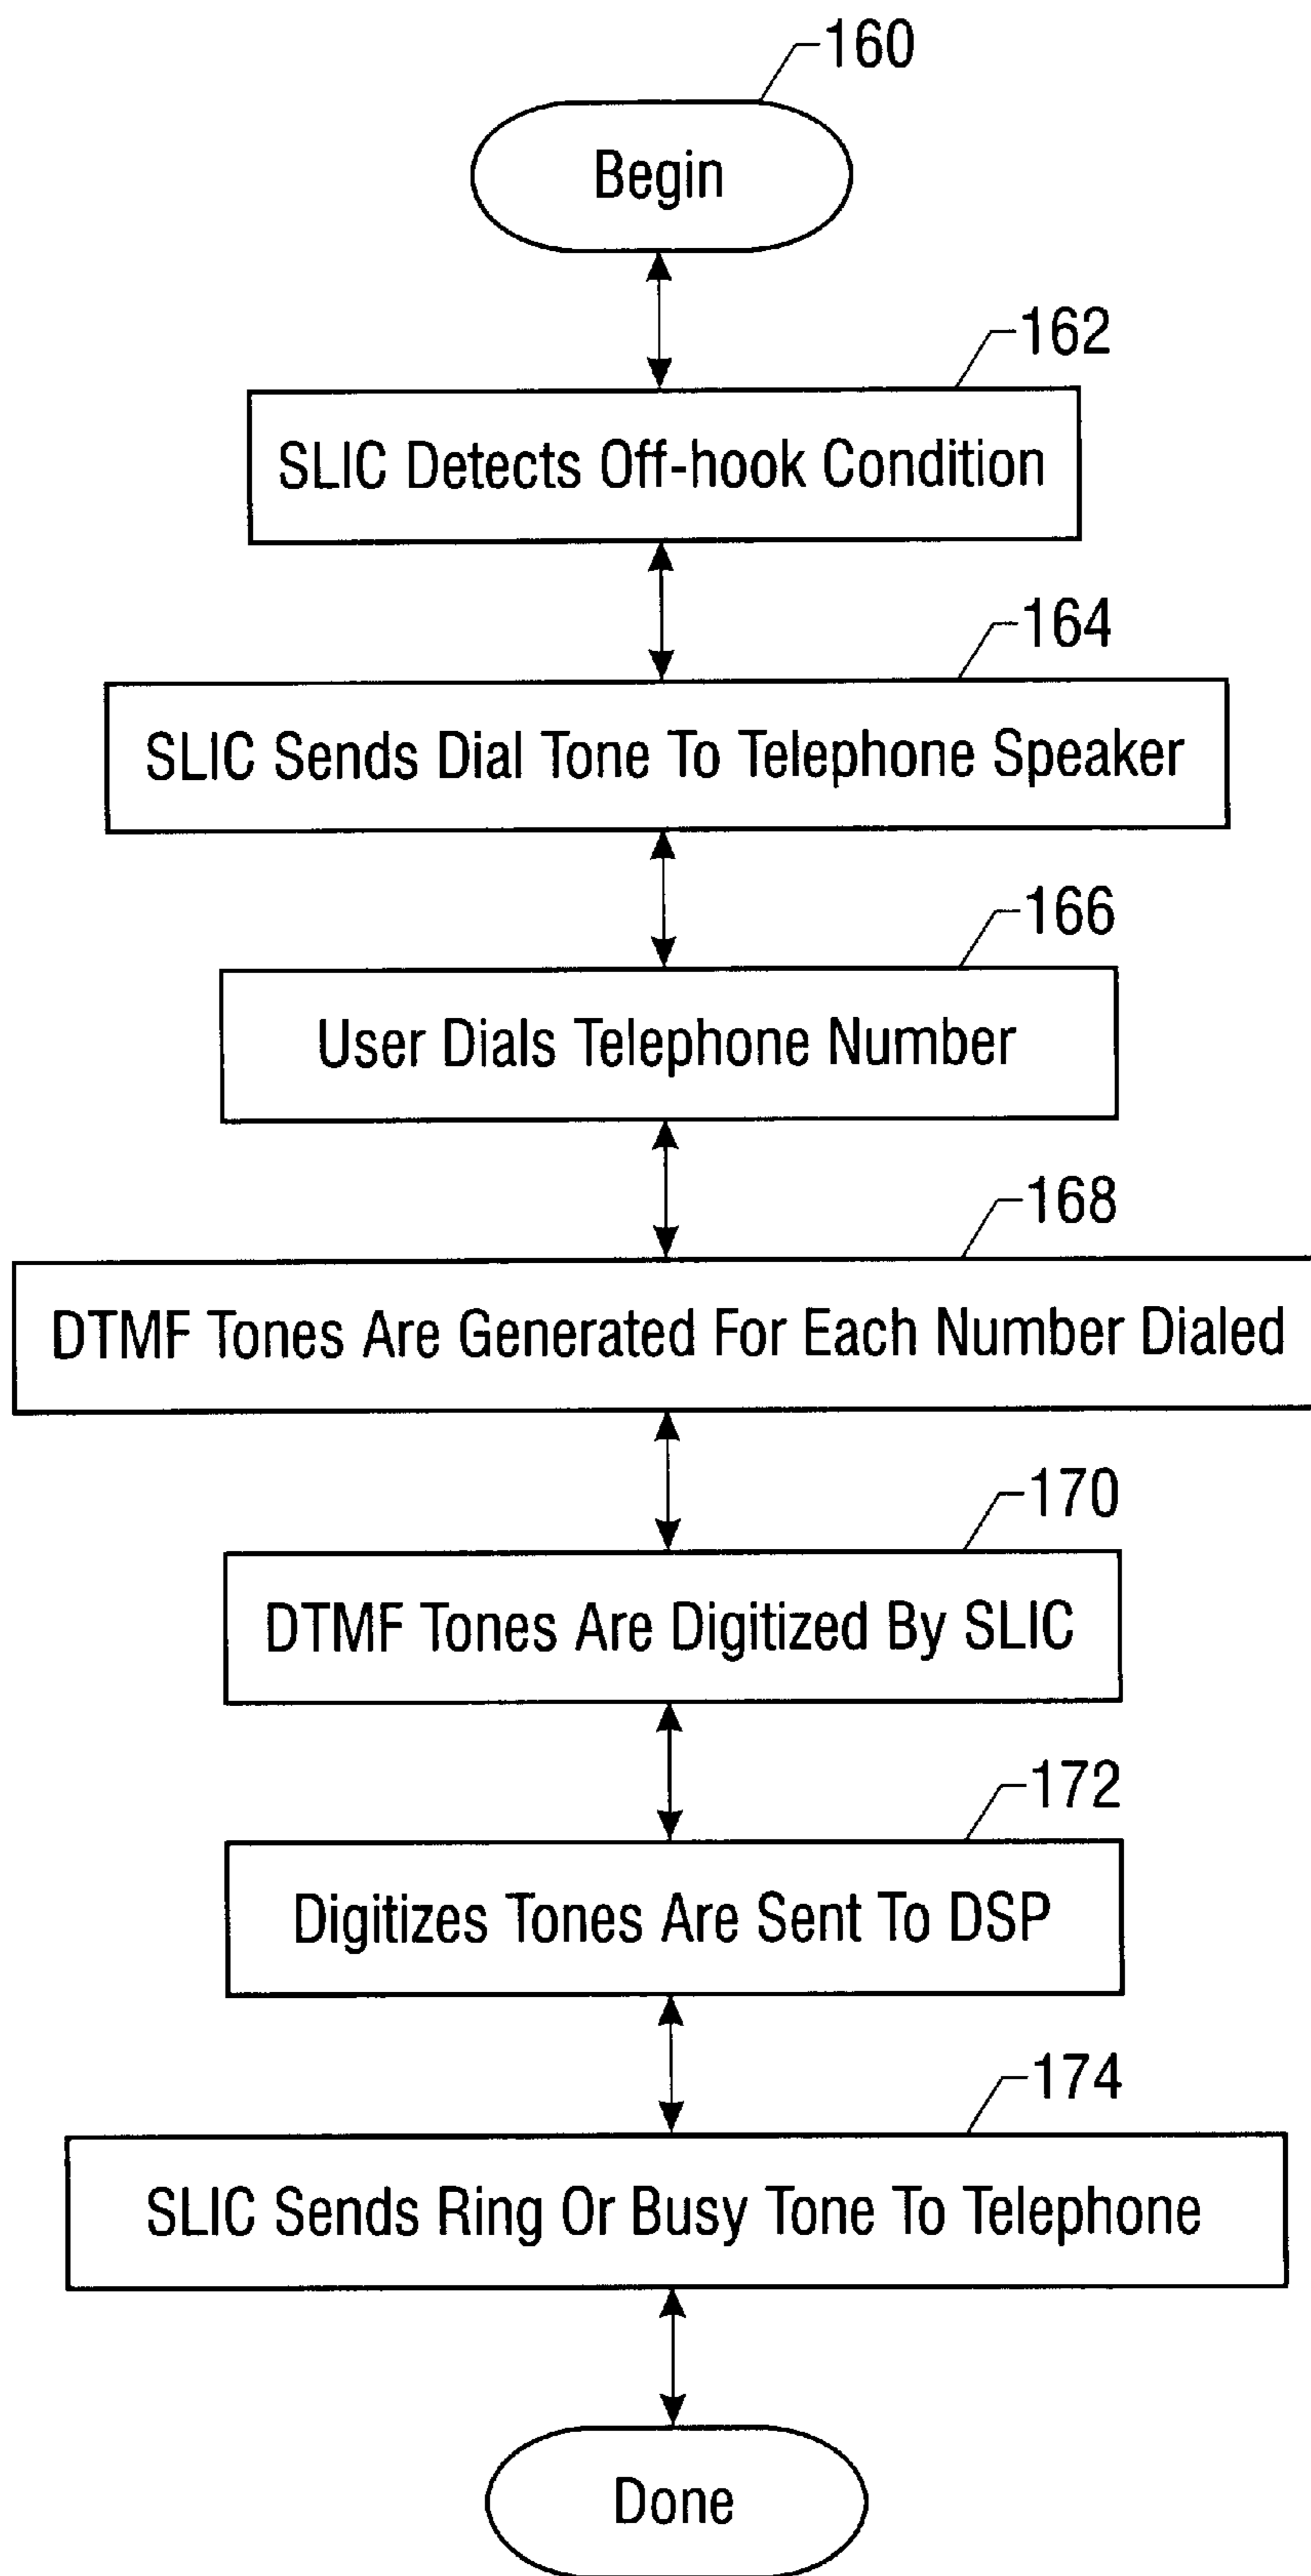 160
Begin
162
SLIC Detects Off-hook Condition
164
SLIC Sends Dial Tone To Telephone Speaker
166
User Dials Telephone Number
168
DTMF Tones Are Generated For Each Number Dialed
170
DTMF Tones Are Digitized By SLIC
172
Digitizes Tones Are Sent To DSP
174
SLIC Sends Ring Or Busy Tone To Telephone
Done